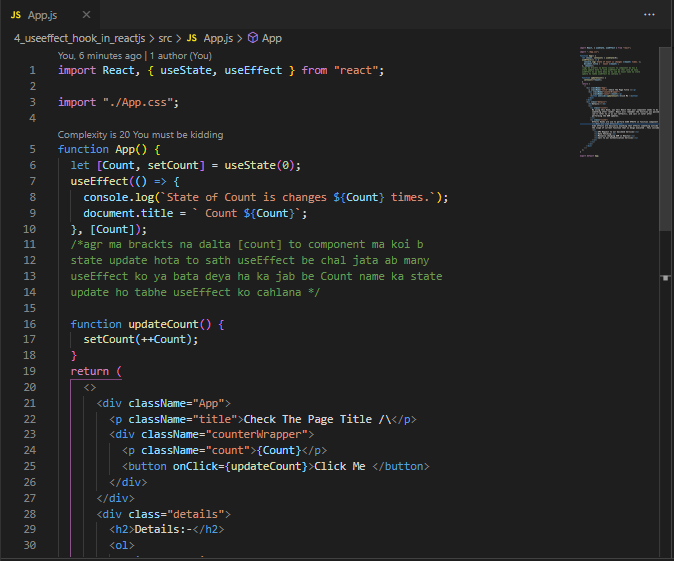 JS App.js ×
4_useeffect_hook_in_reactjs > src > JS App.js > App
You, 6 minutes ago | 1 author (You)
1 import React, { useState, useEffect } from "react";
2
3 import "./App.css";
4
Complexity is 20 You must be kidding
5 function App() {
6 let [Count, setCount] = useState(0);
7 useEffect(() => {
8 console.log(`State of Count is changes ${Count} times.`);
9 document.title = ` Count ${Count}`;
10 }, [Count]);
11 /*agr ma brackts na dalta [count] to component ma koi b
12 state update hota to sath useEffect be chal jata ab many
13 useEffect ko ya bata deya ha ka jab be Count name ka state
14 update ho tabhe useEffect ko cahlana */
15
16 function updateCount() {
17 setCount(++Count);
18 }
19 return (
20 <>
21 <div className="App">
22 <p className="title">Check The Page Title /\</p>
23 <div className="counterWrapper">
24 <p className="count">{Count}</p>
25 <button onClick={updateCount}>Click Me </button>
26 </div>
27 </div>
28 <div class="details">
29 <h2>Details:-</h2>
30 <ol>